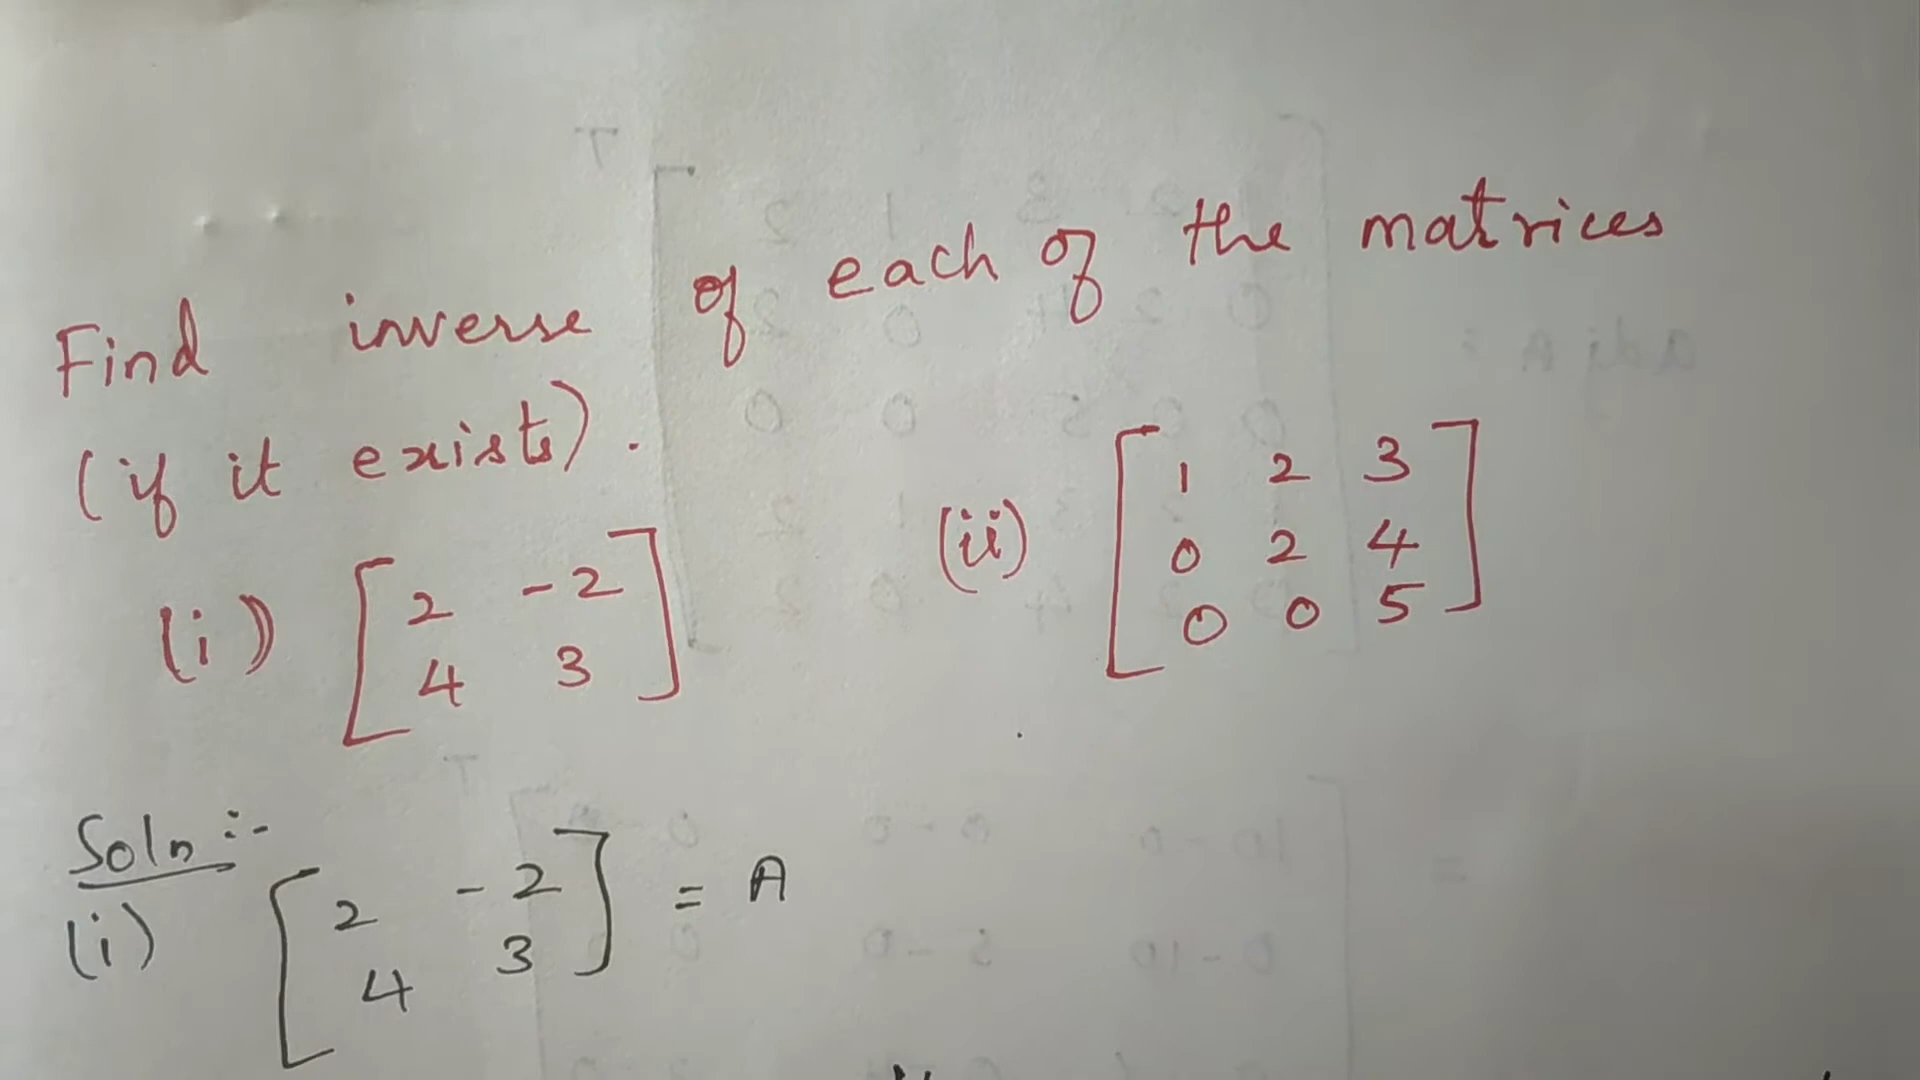 Find inverse of each of the matrices
(if it exists).
(i) [2 -2
4 3]
(ii) [1 2 3
0 2 4
0 0 5]
Soln :-
(i) [2 -2
4 3] = A